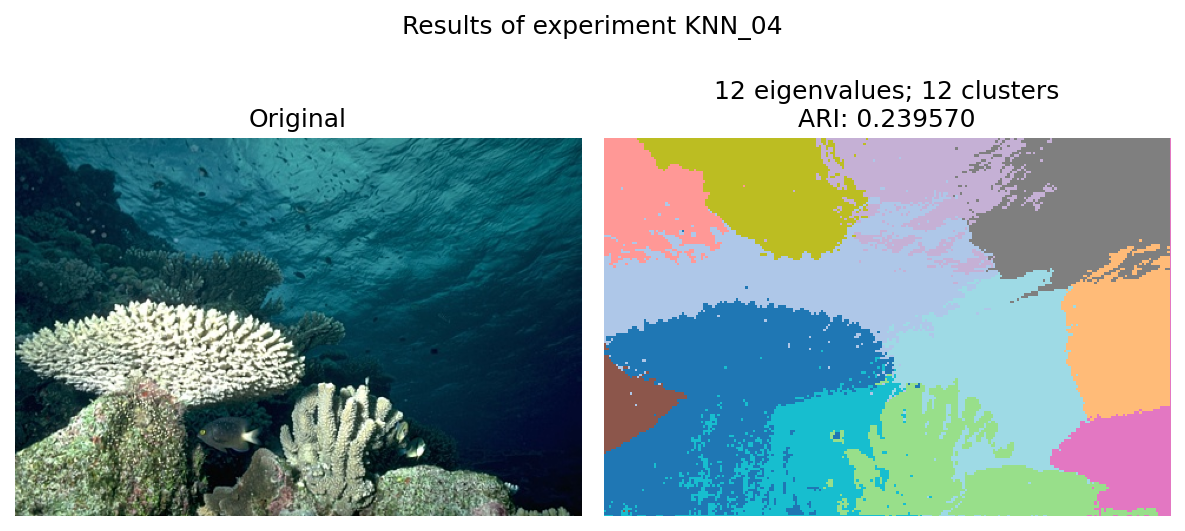 Results of experiment KNN_04
Original
12 eigenvalues; 12 clusters
ARI: 0.239570